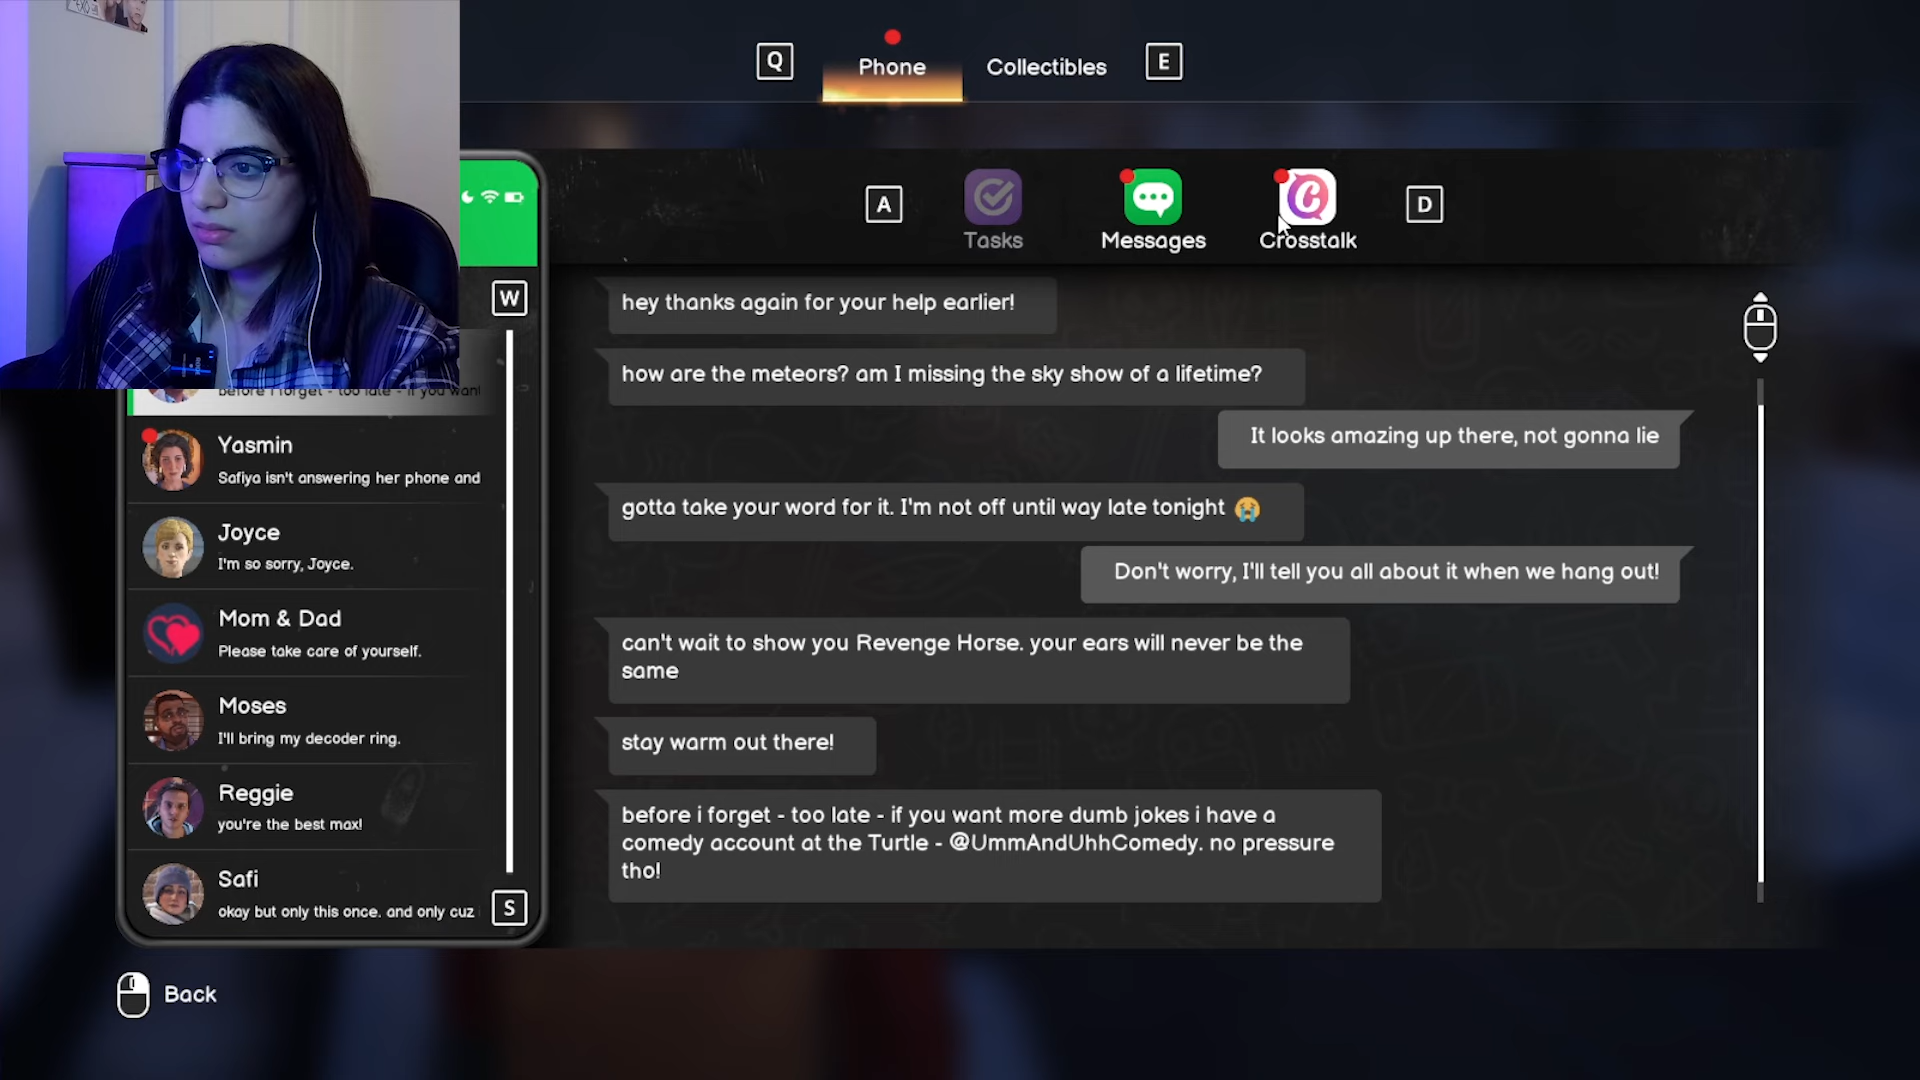 Q
Phone
Collectibles
E
A
Tasks
Messages
Crosstalk
D
W
before i forget - too late - if you want
Yasmin
Safiya isn't answering her phone and
Joyce
I'm so sorry, Joyce.
Mom & Dad
Please take care of yourself.
Moses
I'll bring my decoder ring.
Reggie
you're the best max!
Safi
okay but only this once. and only cuz
S
hey thanks again for your help earlier!
how are the meteors? am I missing the sky show of a lifetime?
It looks amazing up there, not gonna lie
gotta take your word for it. I'm not off until way late tonight 😭
Don't worry, I'll tell you all about it when we hang out!
can't wait to show you Revenge Horse. your ears will never be the
same
stay warm out there!
before i forget - too late - if you want more dumb jokes i have a
comedy account at the Turtle - @UmmAndUhhComedy. no pressure
tho!
Back